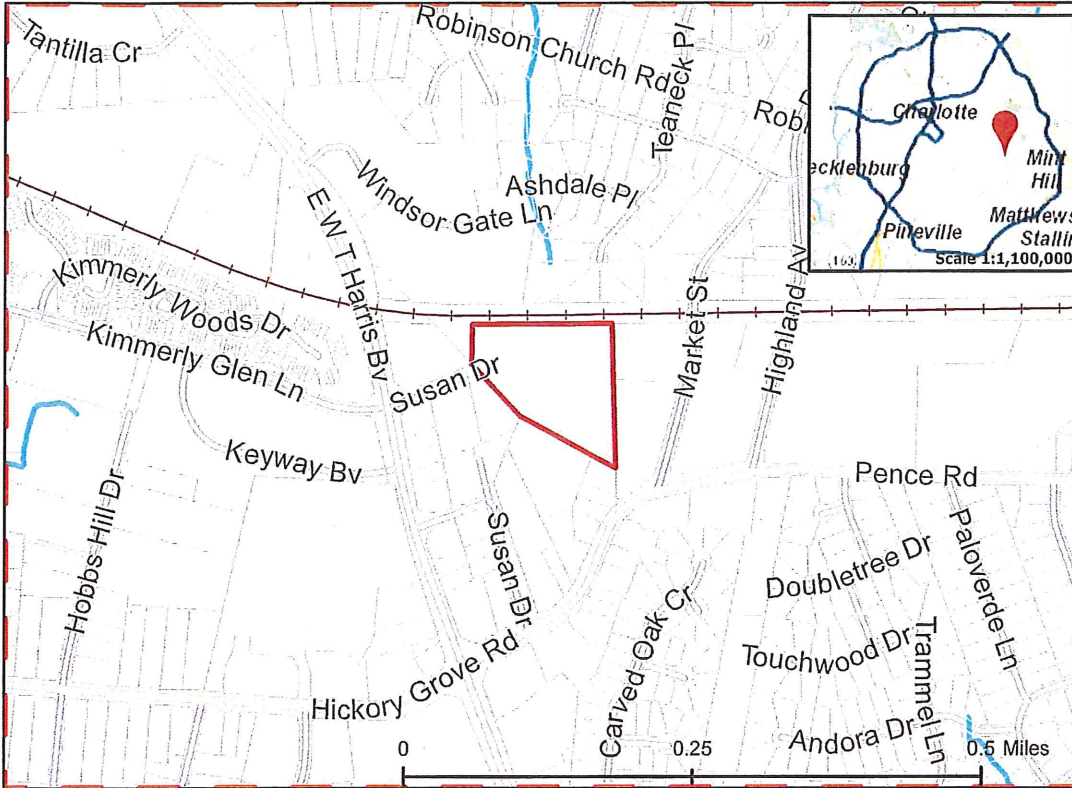 Tantilla Cr
Robinson Church Rd
Teaneck Pl
Windsor Gate Ln
Ashdale Pl
E W T Harris Bv
Kimmerly Woods Dr
Kimmerly Glen Ln
Susan Dr
Market St
Highland Av
Keyway Bv
Pence Rd
Hobbs Hill Dr
Susan Dr
Doubletree Dr
Paloverde Ln
Carved Oak Cr
Touchwood Dr
Trammel Ln
Hickory Grove Rd
Andora Dr
0
0.25
0.5 Miles
Charlotte
ecklenburg
Mint
Hill
Matthews
Stallin
Pineville
Scale 1:1,100,000
Robi